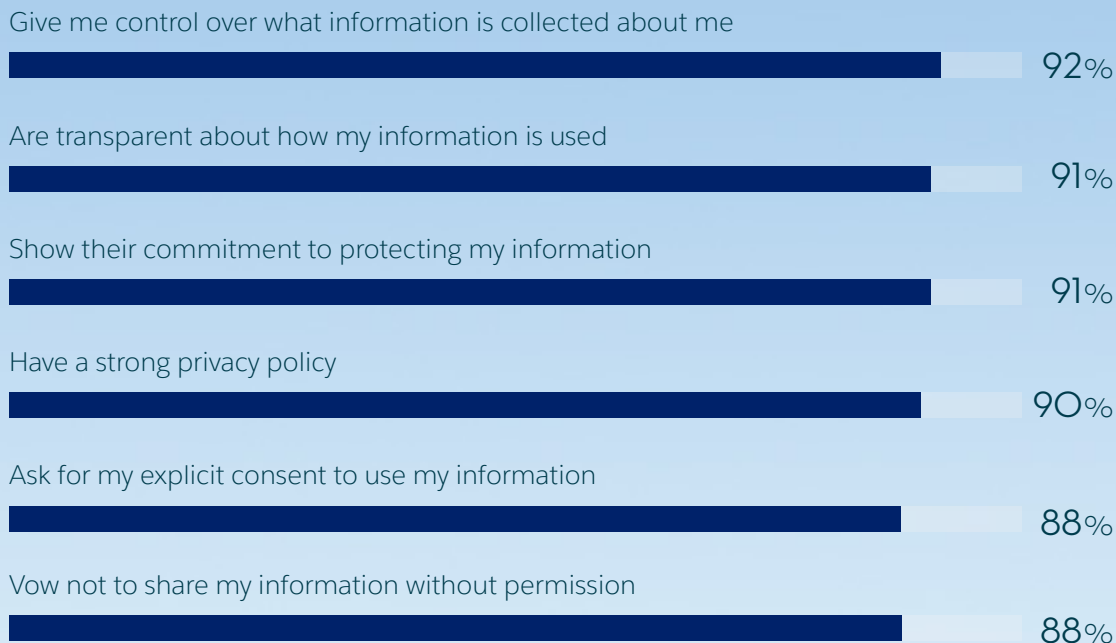 Give me control over what information is collected about me
92%
Are transparent about how my information is used
91%
Show their commitment to protecting my information
91%
Have a strong privacy policy
90%
Ask for my explicit consent to use my information
88%
Vow not to share my information without permission
88%